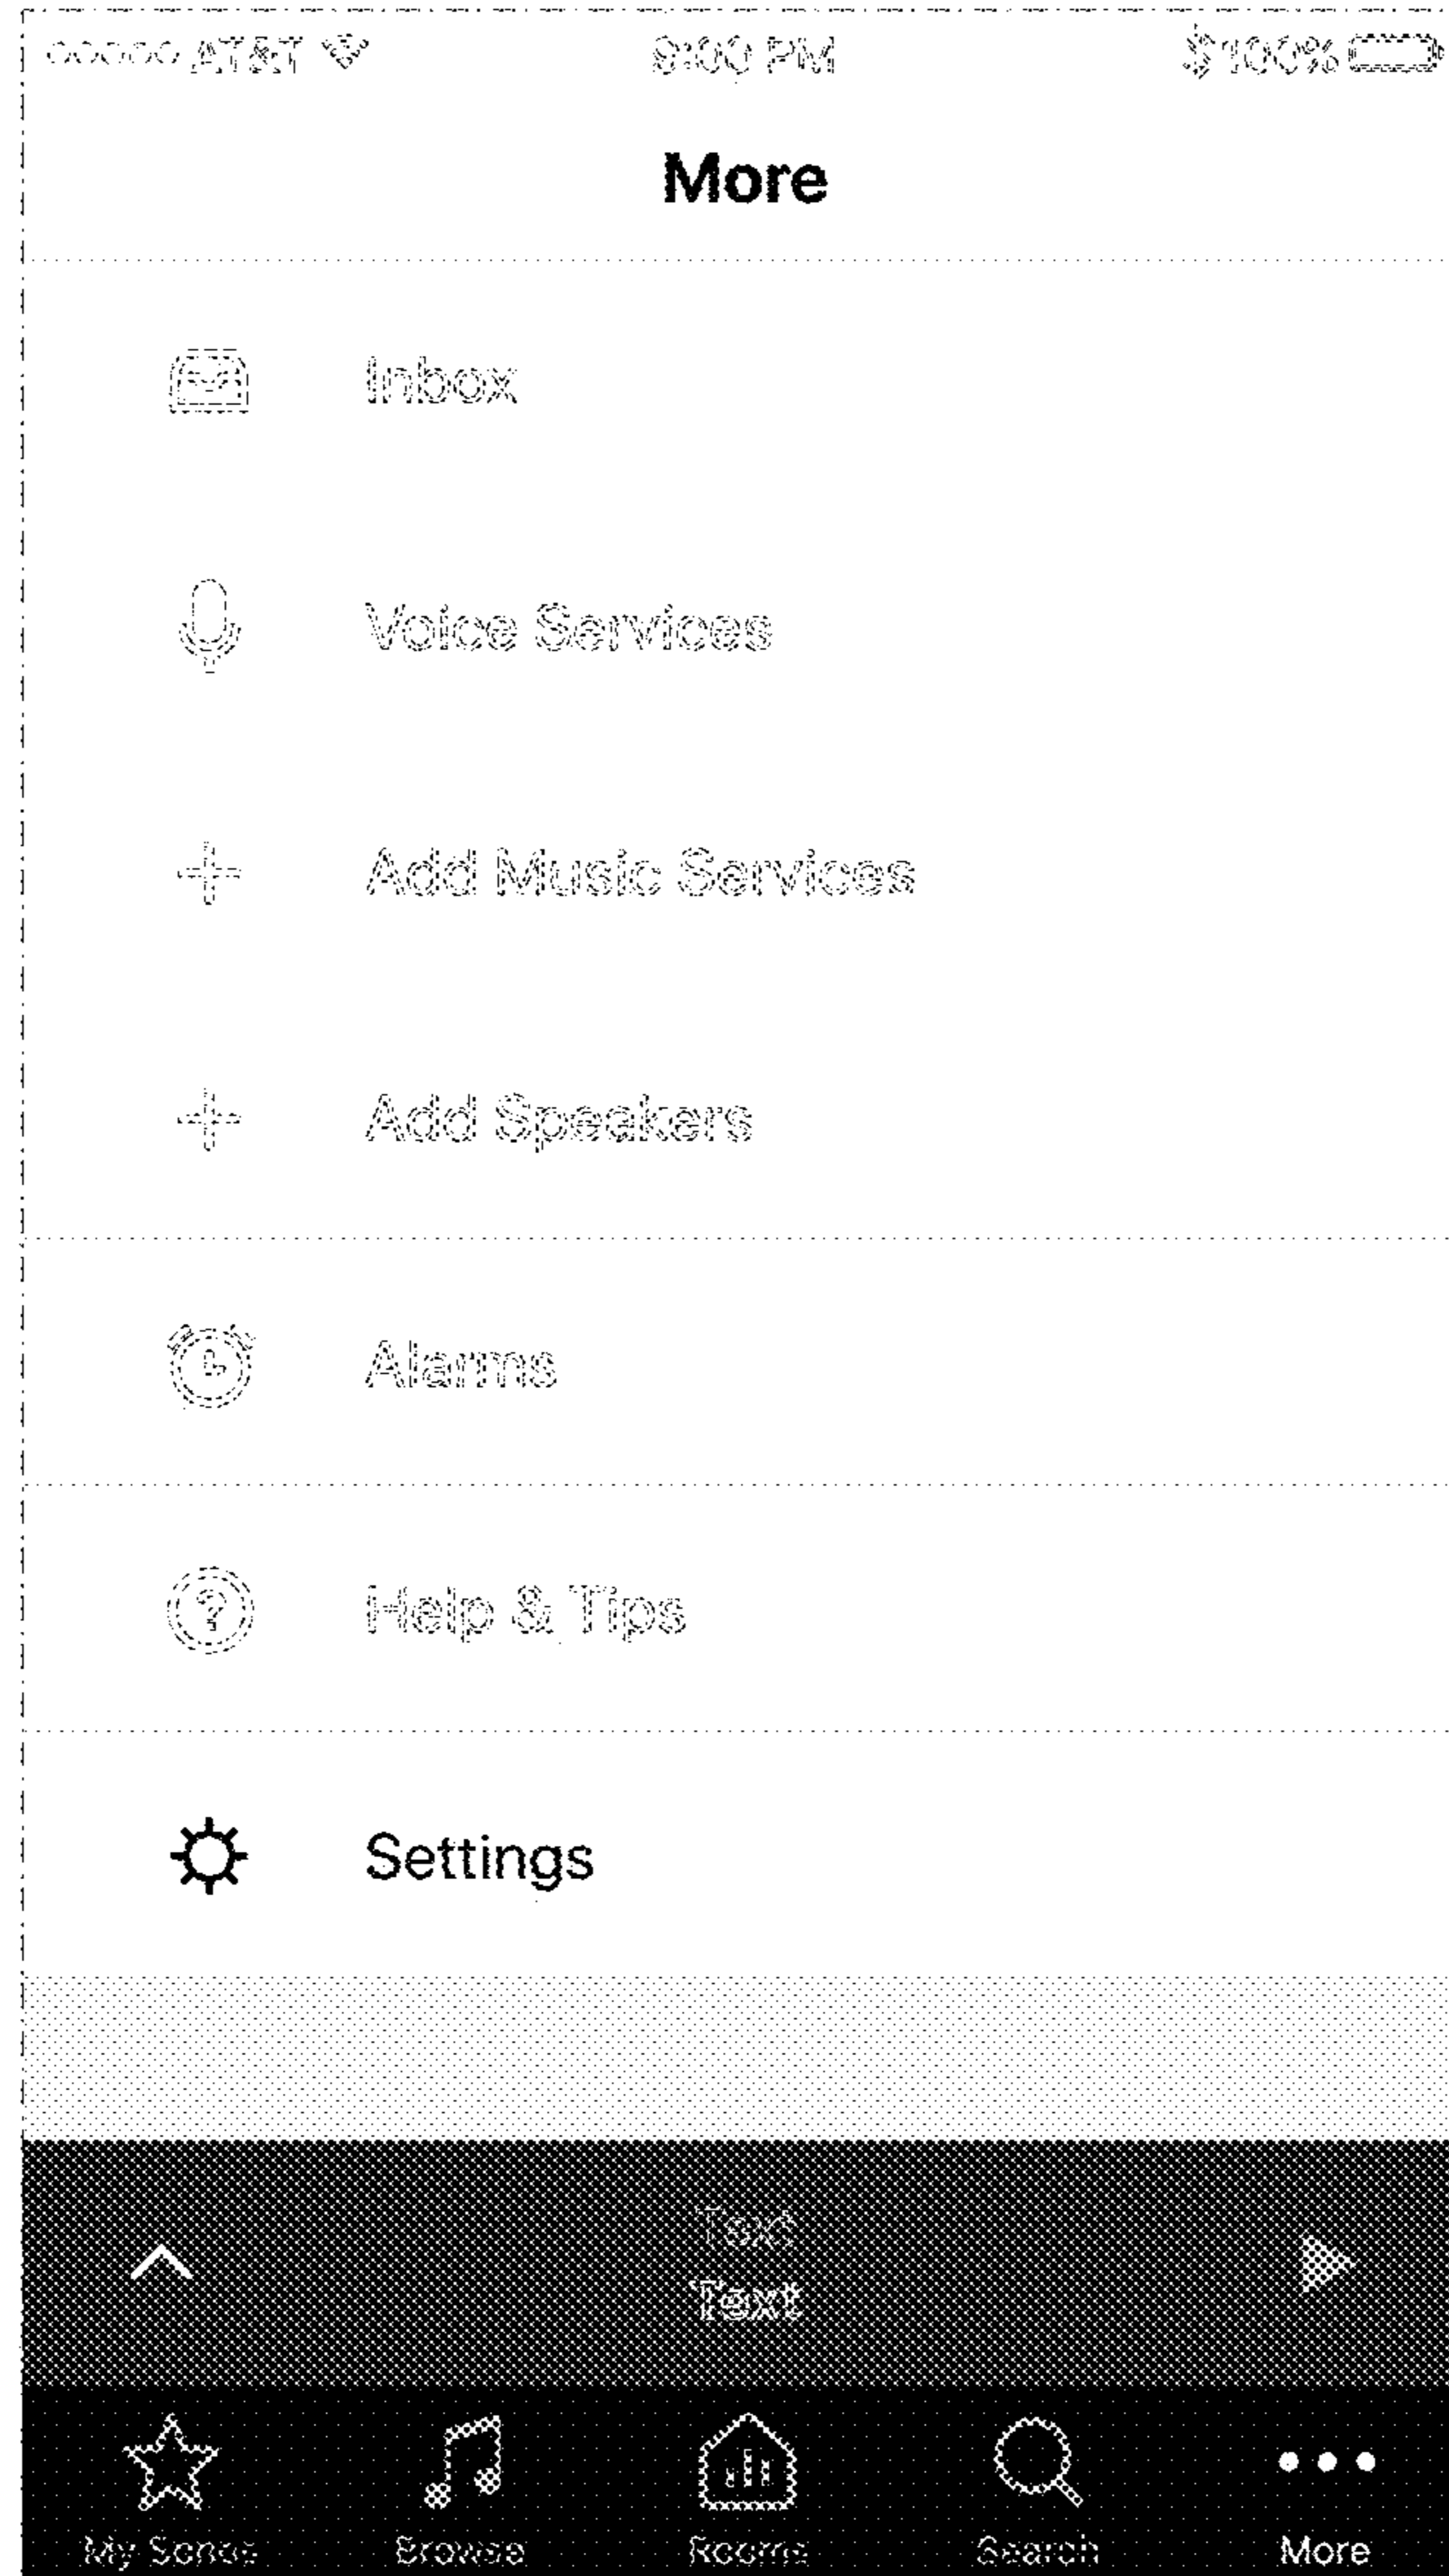 AT&T 9:00 PM 100%
More
Inbox
Voice Services
Add Music Services
Add Speakers
Alarms
Help & Tips
Settings
Text
Text
My Sonos Browse Rooms Search More